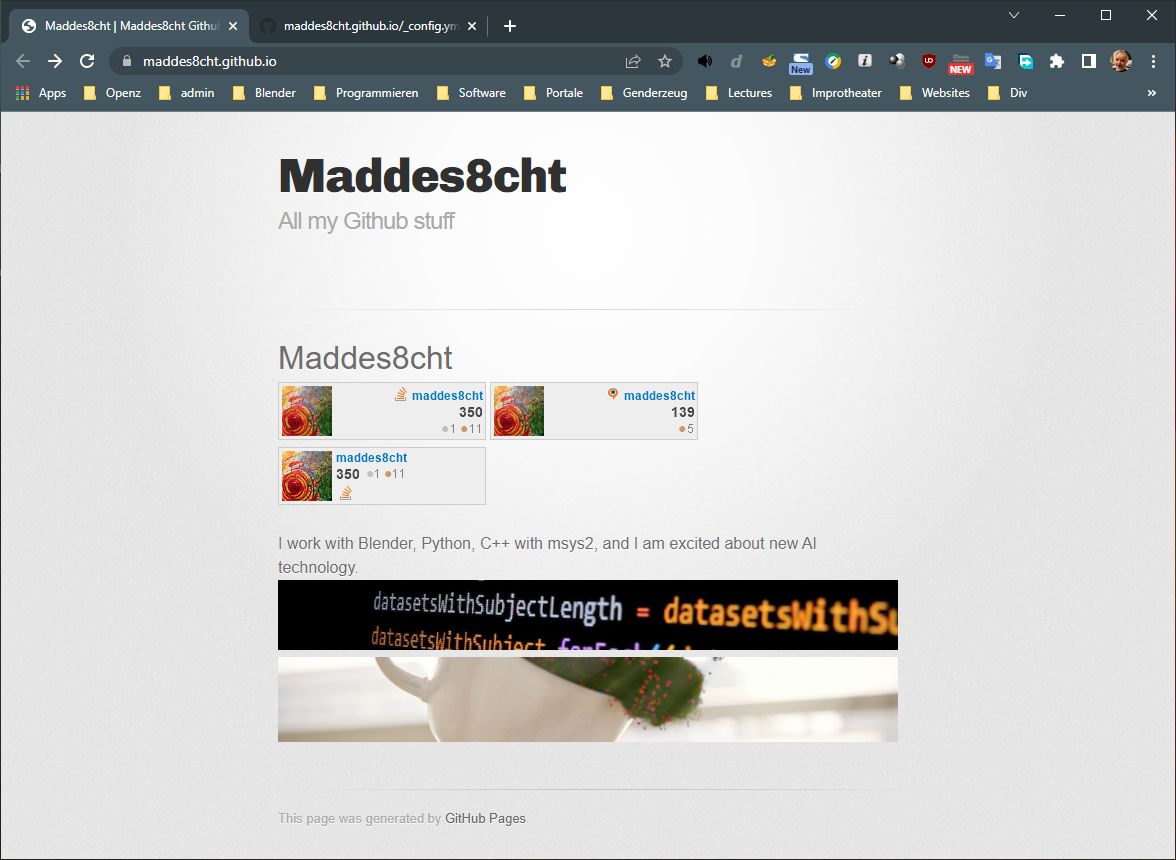 Maddes8cht | Maddes8cht Github
maddes8cht.github.io/_config.ym
maddes8cht.github.io
New
UD
NEW
Apps
Openz
admin
Blender
Programmieren
Software
Portale
Genderzeug
Lectures
Improtheater
Websites
Div
»
Maddes8cht
All my Github stuff
Maddes8cht
maddes8cht
350
1 11
maddes8cht
139
5
maddes8cht
350 1 11
I work with Blender, Python, C++ with msys2, and I am excited about new AI
technology.
datasetsWithSubjectLength = datasetsWithSu
datasetsWithSubject.forEach((
This page was generated by GitHub Pages.